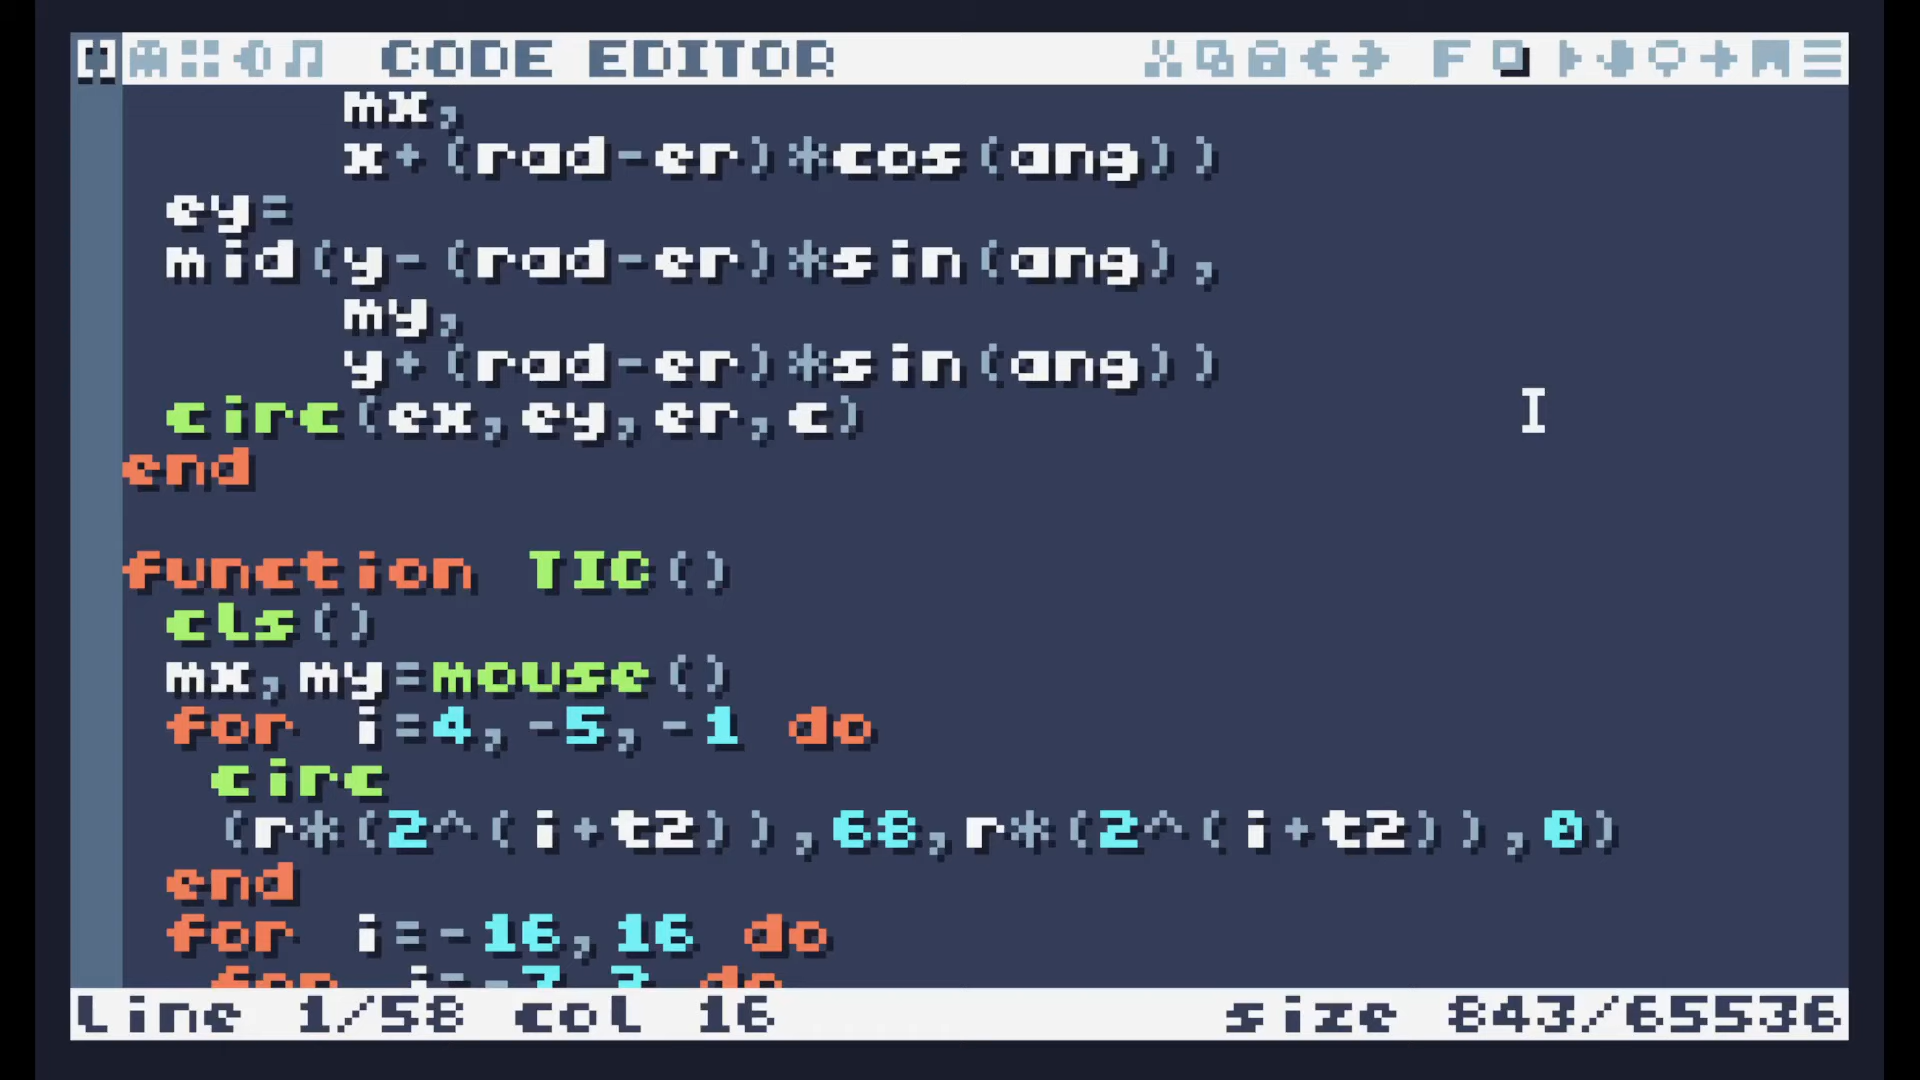 CODE EDITOR F
mx,
x+(rad-er)*cos(ang))
ey=
mid(y-(rad-er)*sin(ang),
my,
y+(rad-er)*sin(ang))
circ(ex,ey,er,c)
end
function TIC()
cls()
mx,my=mouse()
for i=4,-5,-1 do
circ
(r*(2^(i+t2)),68,r*(2^(i+t2)),0)
end
for i=-16,16 do
line 1/58 col 16 size 843/65536